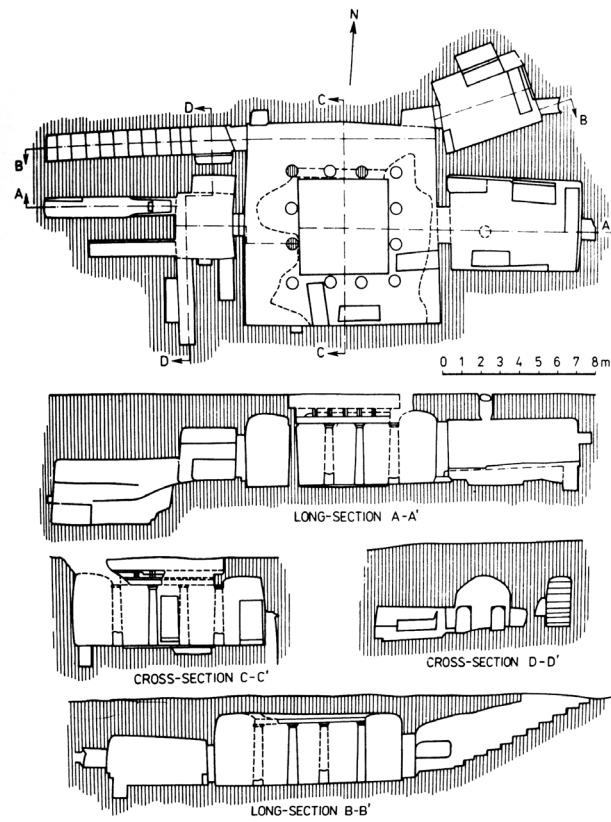 N
D C
B B
A A
D C
0 1 2 3 4 5 6 7 8m
LONG-SECTION A-A'
CROSS-SECTION C-C'
CROSS-SECTION D-D'
LONG-SECTION B-B'